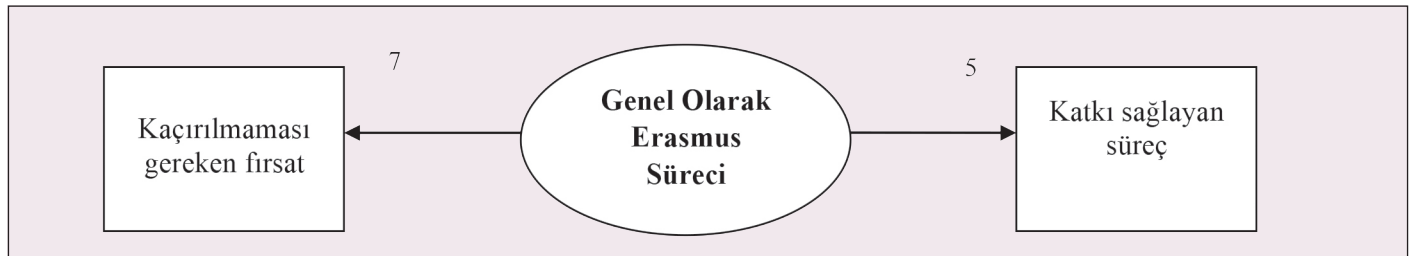 7
5
Kaçırılmaması
gereken fırsat
Genel Olarak
Erasmus
Süreci
Katkı sağlayan
süreç